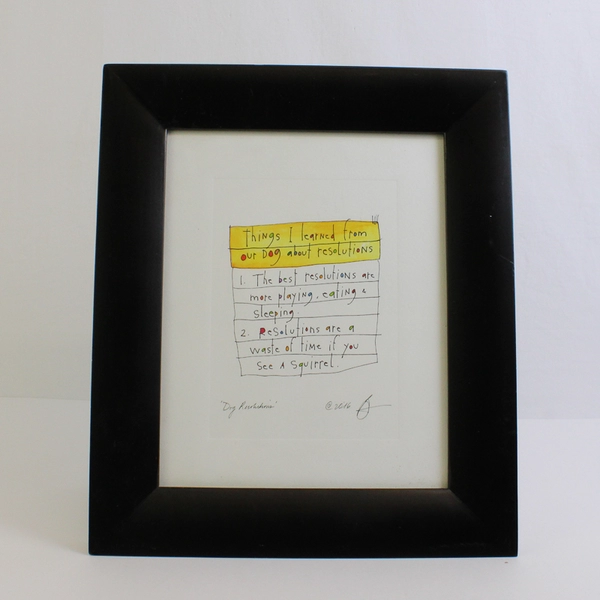 Things I learned from
our Dog about resolutions
1. The best resolutions are
more playing, eating &
sleeping.
2. Resolutions are a
waste of time if you
see a squirrel.
"Dog Resolutions" © 2016